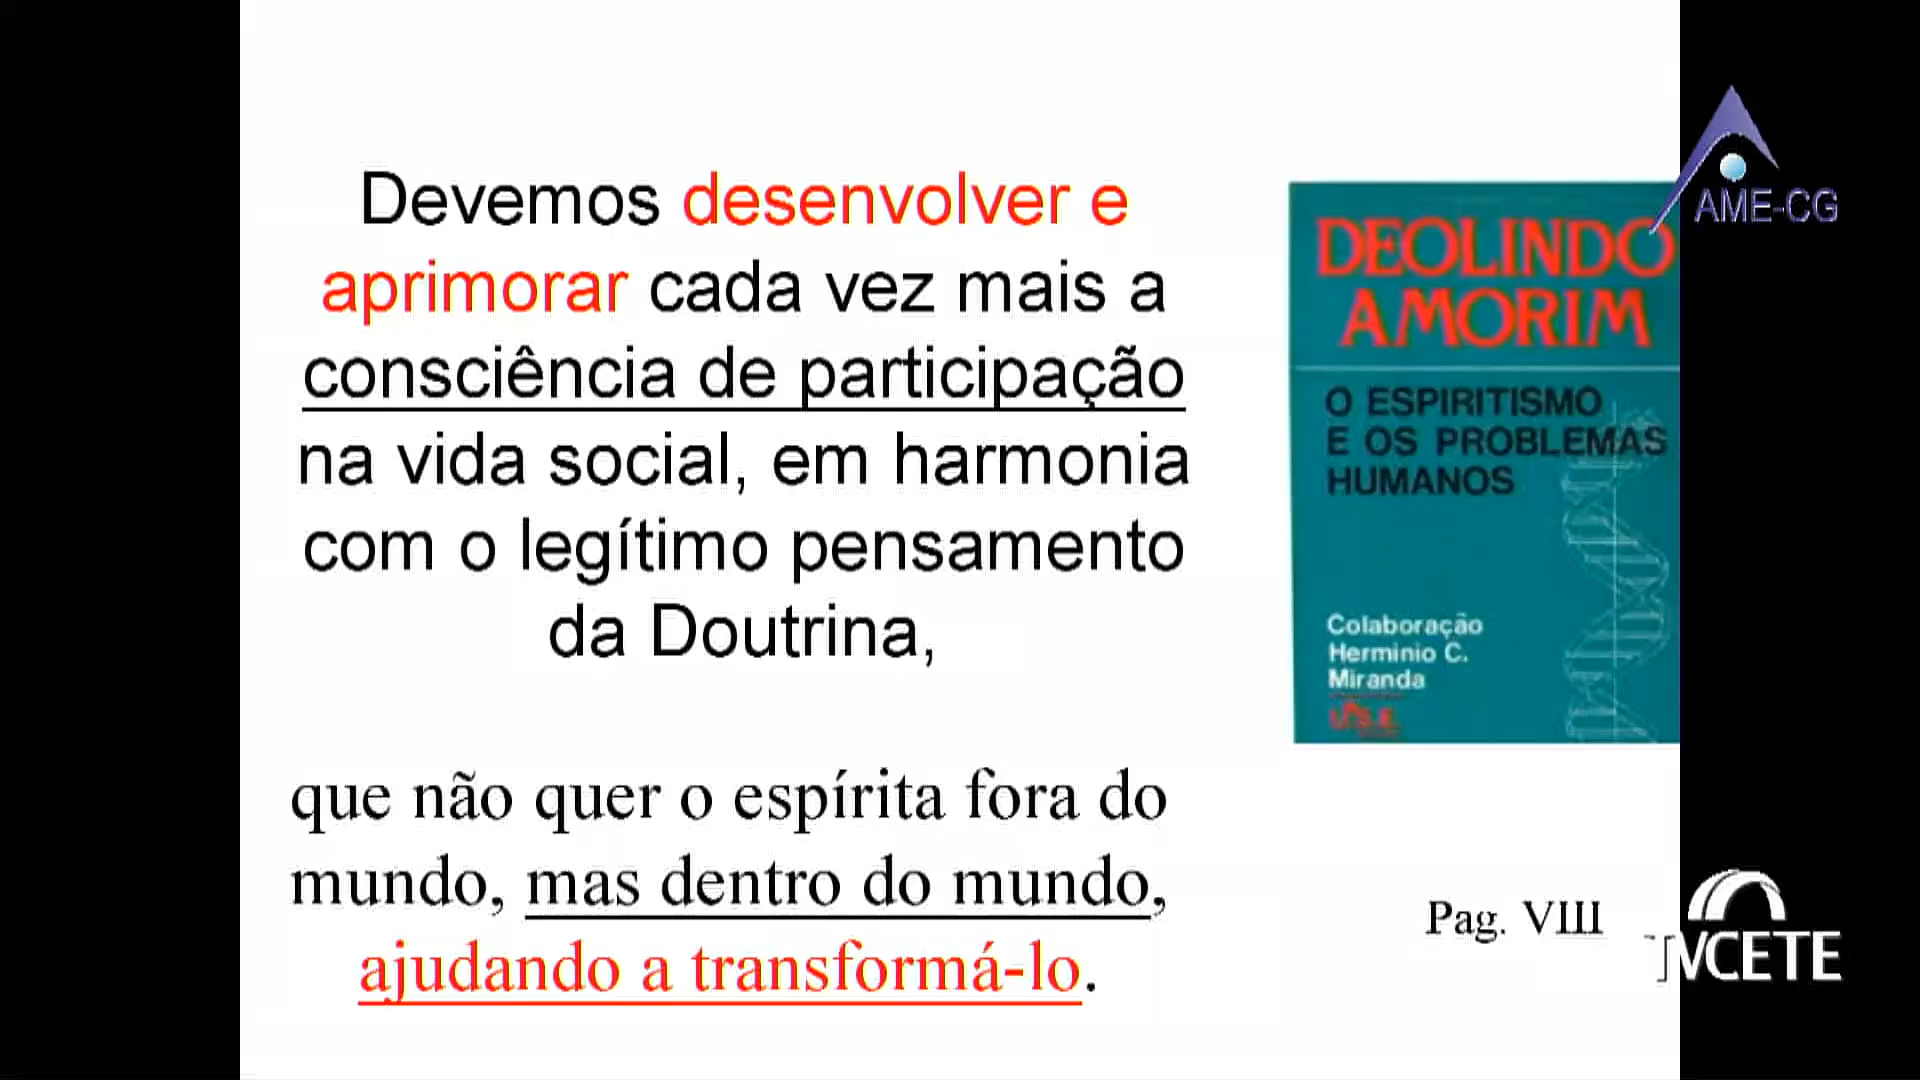 Devemos desenvolver e
aprimorar cada vez mais a
consciência de participação
na vida social, em harmonia
com o legítimo pensamento
da Doutrina,
que não quer o espírita fora do
mundo, mas dentro do mundo,
ajudando a transformá-lo.
DEOLINDO
AMORIM
O ESPIRITISMO
E OS PROBLEMAS
HUMANOS
Colaboração
Herminio C.
Miranda
U.S.E.
Pag. VIII
AME-CG
TVCETE